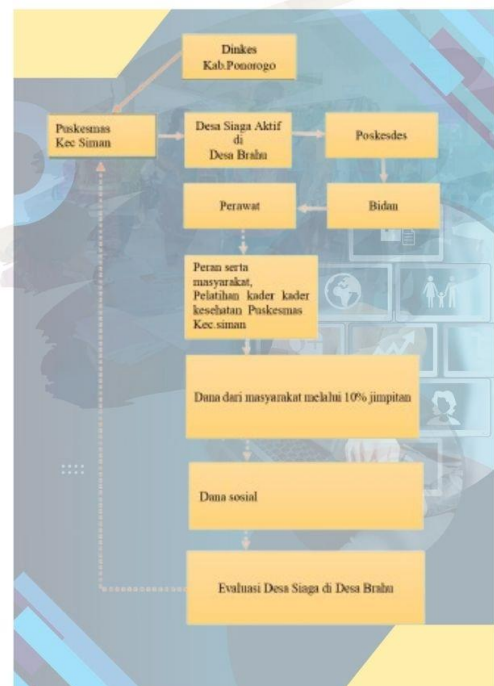 Dinkes
Kab.Ponorogo
Puskesmas
Kec Siman
Desa Siaga Aktif
di
Desa Brahu
Poskesdes
Perawat
Bidan
Peran serta
masyarakat,
Pelatihan kader kader
kesehatan Puskesmas
Kec.siman
Dana dari masyarakat melalui 10% jimpitan
Dana sosial
Evaluasi Desa Siaga di Desa Brahu